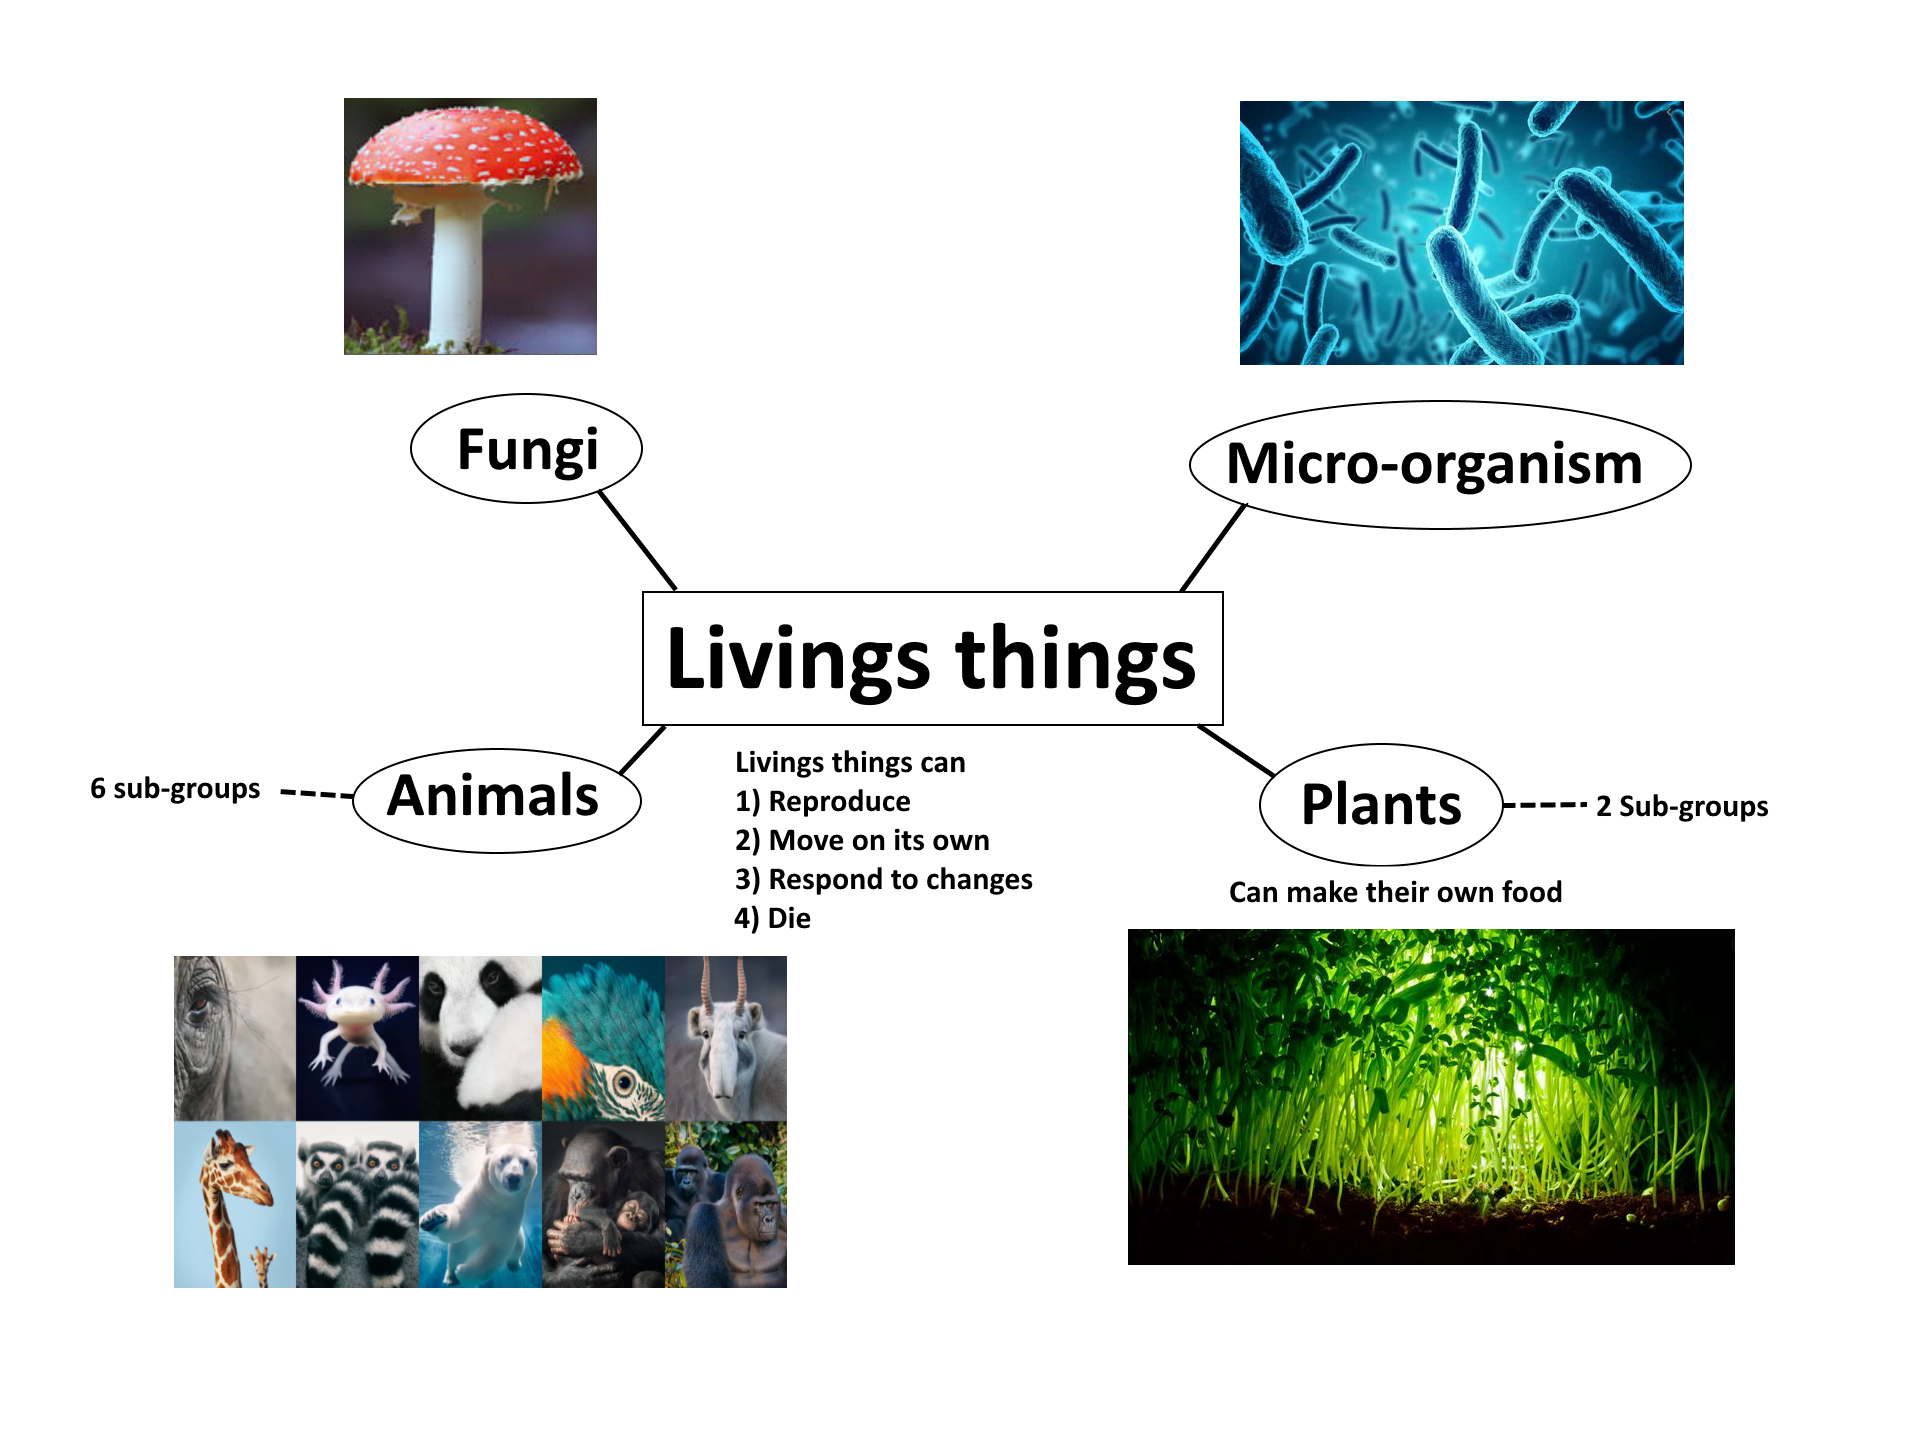 Fungi
Micro-organism
Livings things
6 sub-groups
Animals
Livings things can
1) Reproduce
2) Move on its own
3) Respond to changes
4) Die
Plants
2 Sub-groups
Can make their own food